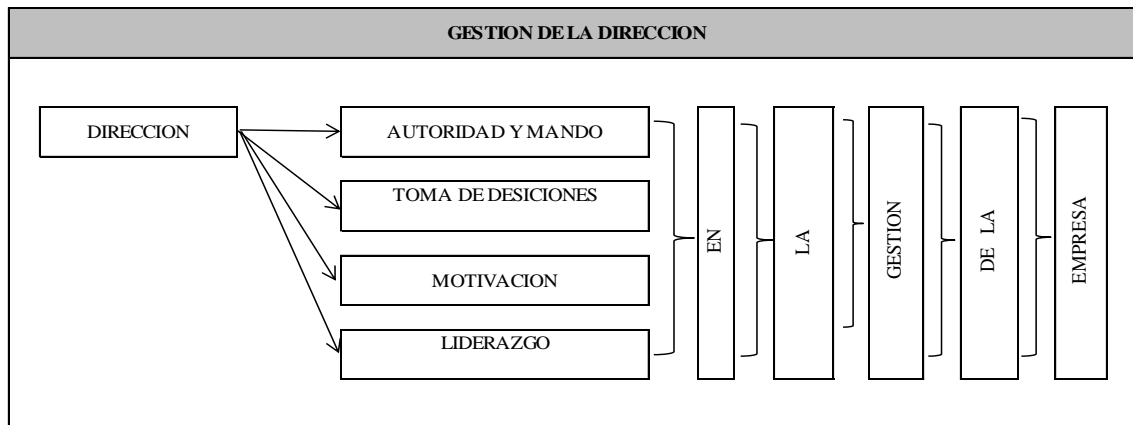 GESTION DE LA DIRECCION
DIRECCION
AUTORIDAD Y MANDO
TOMA DE DESICIONES
MOTIVACION
LIDERAZGO
EN
LA
GESTION
DE LA
EMPRESA